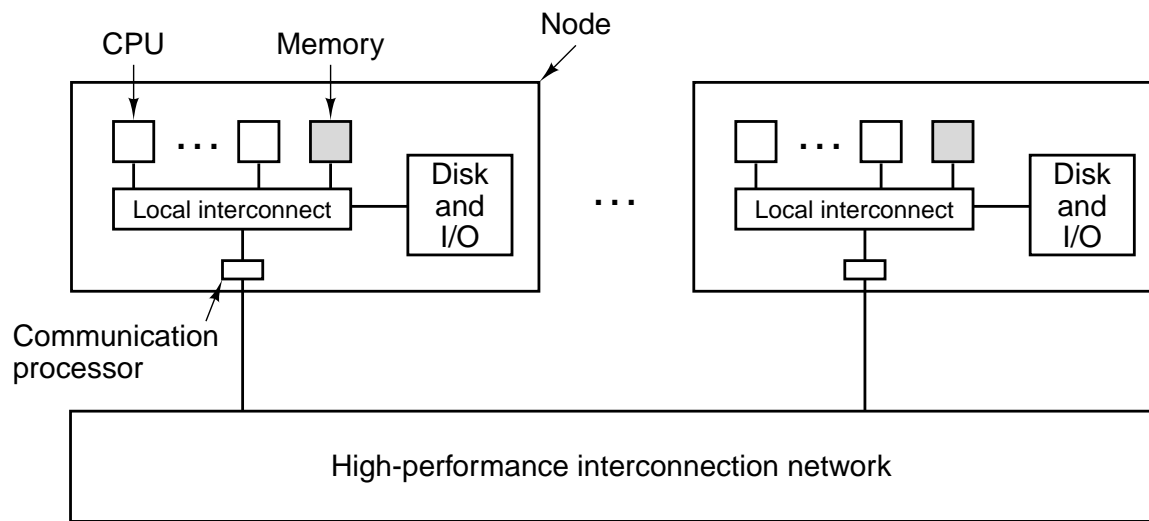 Node
CPU
Memory
. . .
. . .
Local interconnect
Disk
and
I/O
. . .
Local interconnect
Disk
and
I/O
Communication
processor
High-performance interconnection network